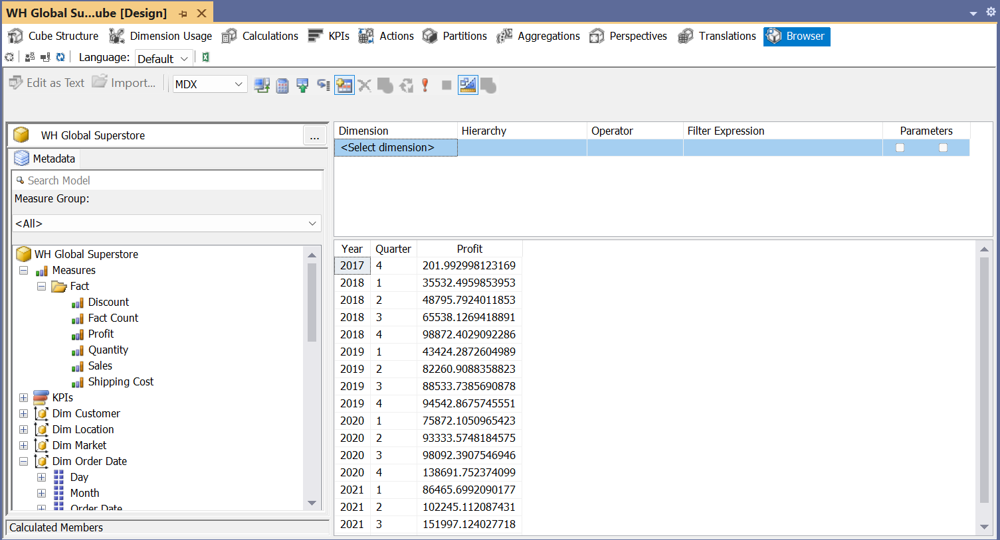 WH Global Su...ube [Design]
Cube Structure Dimension Usage Calculations KPIs Actions Partitions Aggregations Perspectives Translations Browser
Language: Default
Edit as Text Import... MDX
WH Global Superstore ...
Metadata
Search Model
Measure Group:
<All>
WH Global Superstore
Measures
Fact
Discount
Fact Count
Profit
Quantity
Sales
Shipping Cost
KPIs
Dim Customer
Dim Location
Dim Market
Dim Order Date
Day
Month
Order Date
Calculated Members
Dimension Hierarchy Operator Filter Expression Parameters
<Select dimension>
Year Quarter Profit
2017 4 201.992998123169
2018 1 35532.4959853953
2018 2 48795.7924011853
2018 3 65538.1269418891
2018 4 98872.4029092286
2019 1 43424.2872604989
2019 2 82260.9088358823
2019 3 88533.7385690878
2019 4 94542.8675745551
2020 1 75872.1050965423
2020 2 93333.5748184575
2020 3 98092.3907546946
2020 4 138691.752374099
2021 1 86465.6992090177
2021 2 102245.112087431
2021 3 151997.124027718